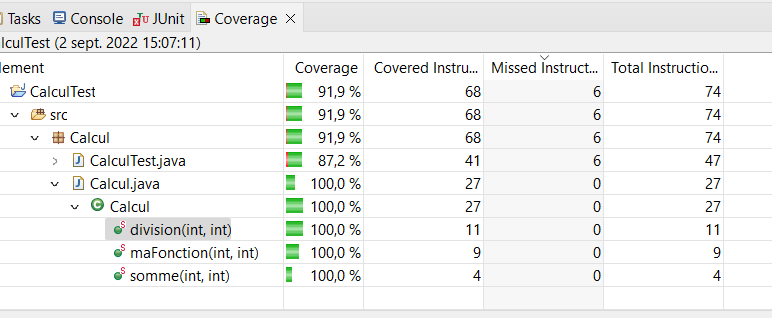 Tasks Console JUnit Coverage
lculTest (2 sept. 2022 15:07:11)
lement Coverage Covered Instru... Missed Instruct... Total Instructio...
CalculTest 91,9 % 68 6 74
src 91,9 % 68 6 74
Calcul 91,9 % 68 6 74
CalculTest.java 87,2 % 41 6 47
Calcul.java 100,0 % 27 0 27
Calcul 100,0 % 27 0 27
division(int, int) 100,0 % 11 0 11
maFonction(int, int) 100,0 % 9 0 9
somme(int, int) 100,0 % 4 0 4